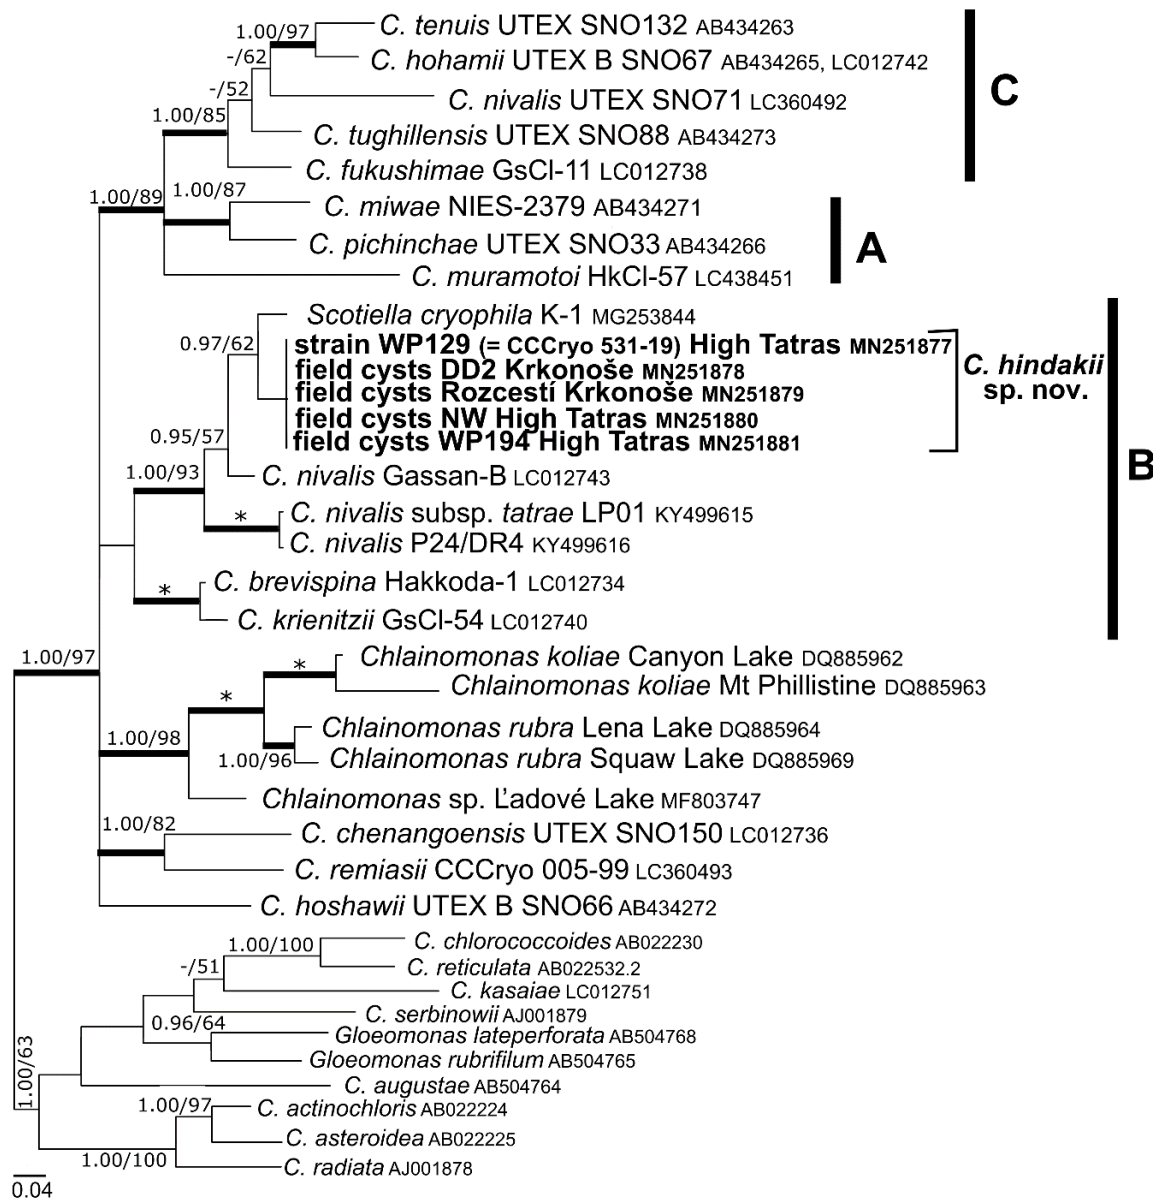 1.00/97
C. tenuis UTEX SNO132 AB434263
-/62
C. hohamii UTEX B SNO67 AB434265, LC012742
-/52
C. nivalis UTEX SNO71 LC360492
C
1.00/85
C. tughillensis UTEX SNO88 AB434273
C. fukushimae GsCl-11 LC012738
1.00/89
1.00/87
C. miwae NIES-2379 AB434271
C. pichinchae UTEX SNO33 AB434266
A
C. muramotoi HkCl-57 LC438451
Scotiella cryophila K-1 MG253844
0.97/62
strain WP129 (= CCCryo 531-19) High Tatras MN251877
field cysts DD2 Krkonoše MN251878
field cysts Rozcestí Krkonoše MN251879
field cysts NW High Tatras MN251880
field cysts WP194 High Tatras MN251881
C. hindakii
sp. nov.
0.95/57
B
1.00/93
C. nivalis Gassan-B LC012743
*
C. nivalis subsp. tatrae LP01 KY499615
C. nivalis P24/DR4 KY499616
*
C. brevispina Hakkoda-1 LC012734
C. krienitzii GsCl-54 LC012740
1.00/97
*
Chlainomonas koliae Canyon Lake DQ885962
Chlainomonas koliae Mt Phillistine DQ885963
*
Chlainomonas rubra Lena Lake DQ885964
1.00/98
1.00/96
Chlainomonas rubra Squaw Lake DQ885969
Chlainomonas sp. Ľadové Lake MF803747
1.00/82
C. chenangoensis UTEX SNO150 LC012736
C. remiasii CCCryo 005-99 LC360493
C. hoshawii UTEX B SNO66 AB434272
1.00/100
C. chlorococcoides AB022230
-/51
C. reticulata AB022532.2
C. kasaiae LC012751
C. serbinowii AJ001879
0.96/64
Gloeomonas lateperforata AB504768
Gloeomonas rubrifilum AB504765
1.00/63
C. augustae AB504764
1.00/97
C. actinochloris AB022224
C. asteroidea AB022225
1.00/100
C. radiata AJ001878
0.04